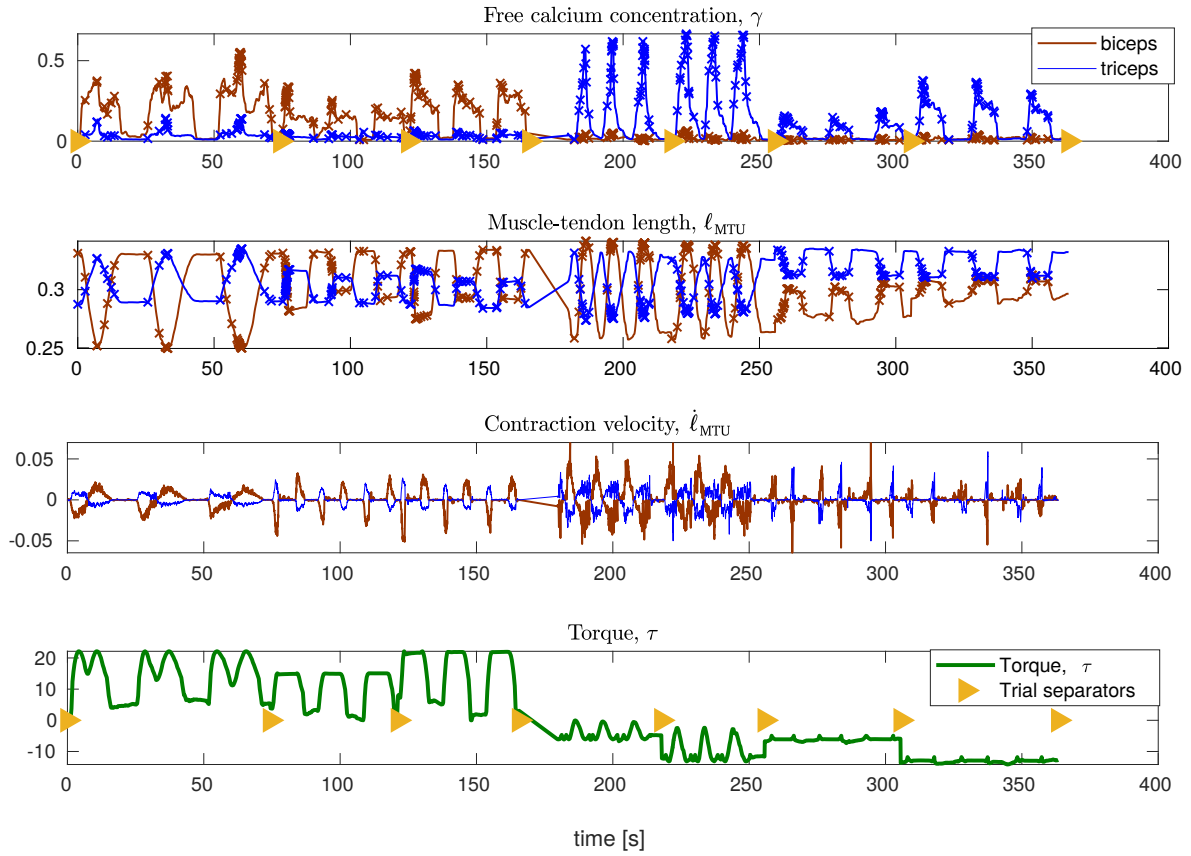 Free calcium concentration, γ
biceps
triceps
0.5
0
0 50 100 150 200 250 300 350 400
Muscle-tendon length, ℓMTU
0.3
0.25
0 50 100 150 200 250 300 350 400
Contraction velocity, ℓ̇MTU
0.05
0
-0.05
0 50 100 150 200 250 300 350 400
Torque, τ
Torque, τ
Trial separators
20
10
0
-10
0 50 100 150 200 250 300 350 400
time [s]